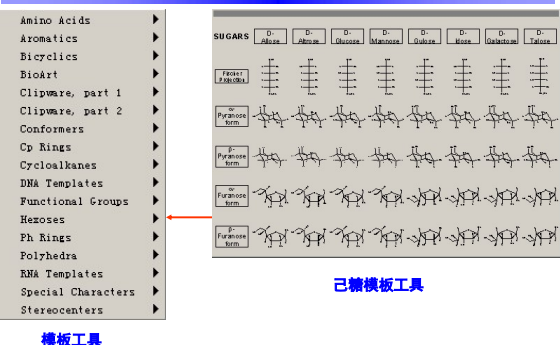 Amino Acids
Aromatics
Bicyclics
BioArt
Clipware, part 1
Clipware, part 2
Conformers
Cp Rings
Cycloalkanes
DNA Templates
Functional Groups
Hexoses
Ph Rings
Polyhedra
RNA Templates
Special Characters
Stereocenters
模板工具
SUGARS
D-Allose
D-Altrose
D-Glucose
D-Mannose
D-Gulose
D-Idose
D-Galactose
D-Talose
Fischer
Projection
α-
Pyranose
form
β-
Pyranose
form
α-
Furanose
form
β-
Furanose
form
己糖模板工具